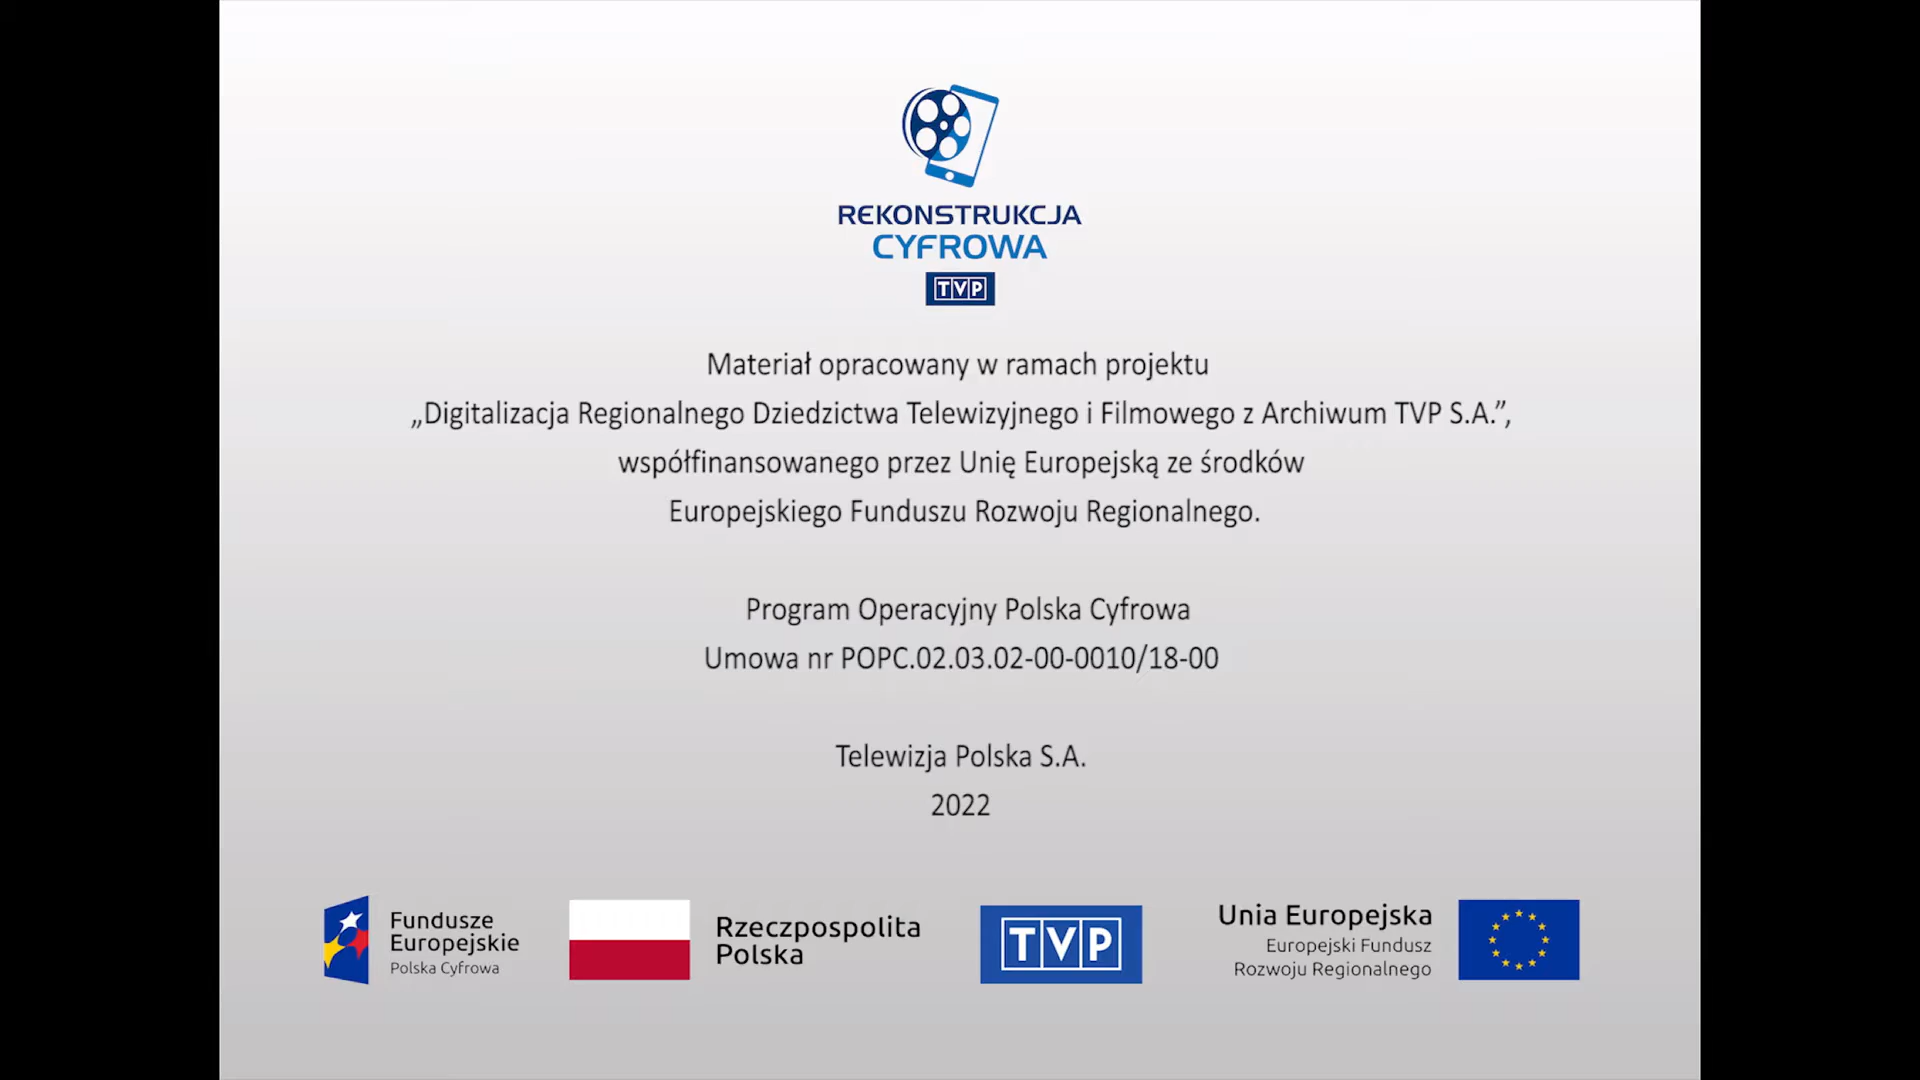 REKONSTRUKCJA
CYFROWA
TVP
Materiał opracowany w ramach projektu
„Digitalizacja Regionalnego Dziedzictwa Telewizyjnego i Filmowego z Archiwum TVP S.A.”,
współfinansowanego przez Unię Europejską ze środków
Europejskiego Funduszu Rozwoju Regionalnego.
Program Operacyjny Polska Cyfrowa
Umowa nr POPC.02.03.02-00-0010/18-00
Telewizja Polska S.A.
2022
Fundusze
Europejskie
Polska Cyfrowa
Rzeczpospolita
Polska
TVP
Unia Europejska
Europejski Fundusz
Rozwoju Regionalnego